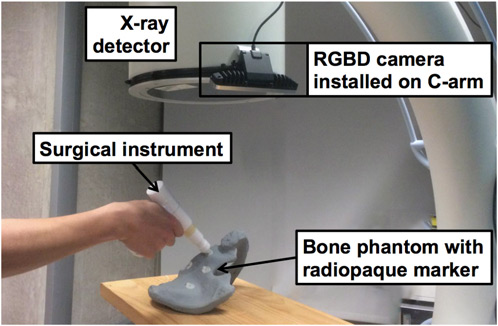 X-ray
detector
RGBD camera
installed on C-arm
Surgical instrument
Bone phantom with
radiopaque marker